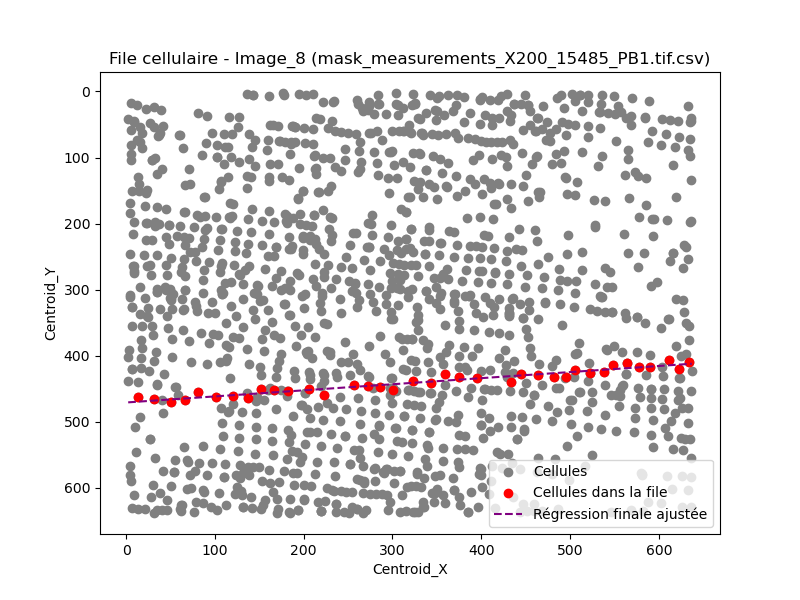 File cellulaire - Image_8 (mask_measurements_X200_15485_PB1.tif.csv)
0
100
200
300
400
500
600
Centroid_Y
0 100 200 300 400 500 600
Centroid_X
Cellules
Cellules dans la file
Régression finale ajustée